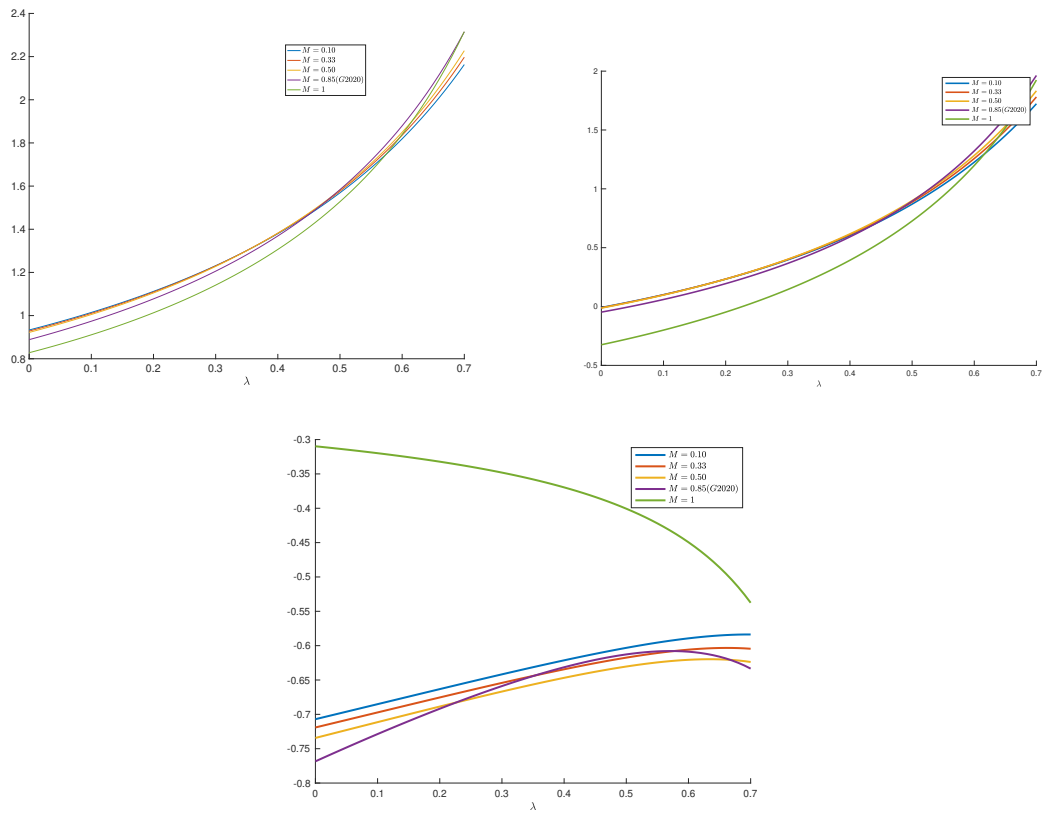 2.4
2.2
2
1.8
1.6
1.4
1.2
1
0.8
0 0.1 0.2 0.3 0.4 0.5 0.6 0.7
λ
M = 0.10
M = 0.33
M = 0.50
M = 0.85(G2020)
M = 1
2
1.5
1
0.5
0
-0.5
0 0.1 0.2 0.3 0.4 0.5 0.6 0.7
λ
M = 0.10
M = 0.33
M = 0.50
M = 0.85(G2020)
M = 1
-0.3
-0.35
-0.4
-0.45
-0.5
-0.55
-0.6
-0.65
-0.7
-0.75
-0.8
0 0.1 0.2 0.3 0.4 0.5 0.6 0.7
λ
M = 0.10
M = 0.33
M = 0.50
M = 0.85(G2020)
M = 1